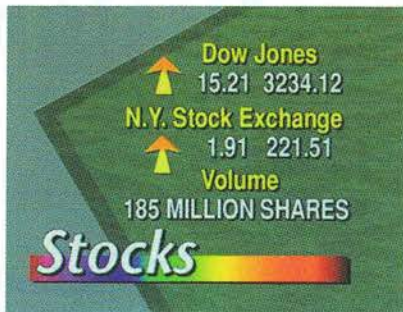 Dow Jones
15.21 3234.12
N.Y. Stock Exchange
1.91 221.51
Volume
185 MILLION SHARES
Stocks